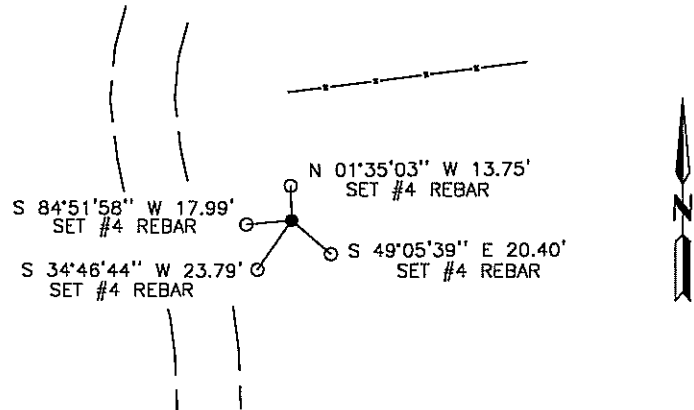 N 01°35'03" W 13.75'
SET #4 REBAR
S 84°51'58" W 17.99'
SET #4 REBAR
S 49°05'39" E 20.40'
SET #4 REBAR
S 34°46'44" W 23.79'
SET #4 REBAR
N